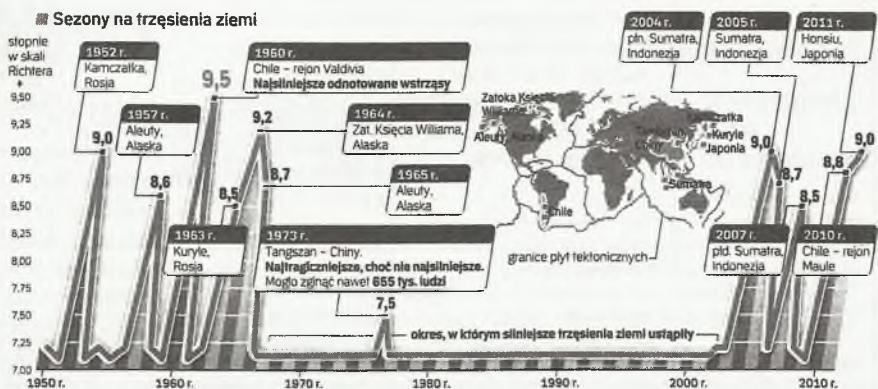 Sezony na trzęsienia ziemi
stopnie
w skali
Richtera
9,50
9,25
9,00
8,75
8,50
8,25
8,00
7,75
7,50
7,25
7,00
1950 r.
1960 r.
1970 r.
1980 r.
1990 r.
2000 r.
2010 r.
1952 r.
Kamczatka,
Rosja
9,0
1957 r.
Aleuty,
Alaska
8,6
1960 r.
Chile – rejon Valdivia
Najsilniejsze odnotowane wstrząsy
9,5
1963 r.
Kuryle,
Rosja
8,5
1964 r.
Zat. Księcia Williama,
Alaska
9,2
1965 r.
Aleuty,
Alaska
8,7
1973 r.
Tangszan – Chiny.
Najtragiczniejsze, choć nie najsilniejsze.
Mogło zginąć nawet 655 tys. ludzi
7,5
okres, w którym silniejsze trzęsienia ziemi ustąpiły
2004 r.
płn. Sumatra,
Indonezja
9,0
2005 r.
Sumatra,
Indonezja
8,7
2007 r.
płd. Sumatra,
Indonezja
8,5
2010 r.
Chile – rejon
Maule
8,8
2011 r.
Honsiu,
Japonia
9,0
Zatoka Księcia
Williama
Aleuty, Alaska
Kamczatka
Kuryle
Japonia
Tangszan
Chiny
Sumatra
Chile
granice płyt tektonicznych